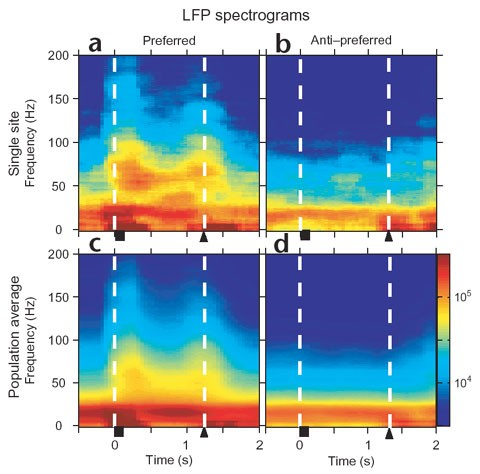 LFP spectrograms
a Preferred b Anti–preferred
Single site
Frequency (Hz)
200
150
100
50
0
c d
Population average
Frequency (Hz)
200
150
100
50
0
10⁵
10⁴
0 1 2 0 1 2
Time (s) Time (s)